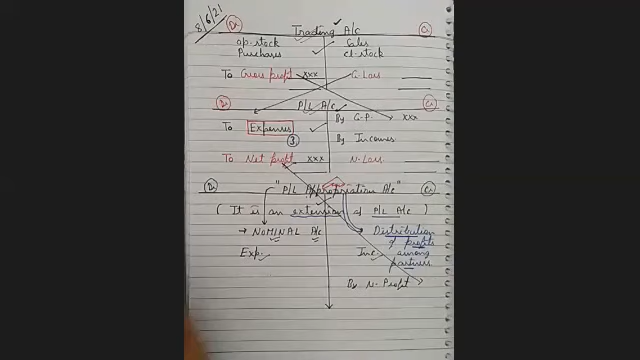 8/6/21
Dr. Trading A/c Cr.
op. stock Sales
Purchases cl. stock
To Gross profit xxx G. Loss
Dr. P/L A/c Cr.
By G.P. xxx
To Expenses
3. By Incomes
To Net profit xxx N. Loss
Dr. "P/L Appropriation A/c" Cr.
( It is an extension of P/L A/c )
→ NOMINAL A/c Distribution
of profits
Exp. Inc. among
partners
By N. Profit